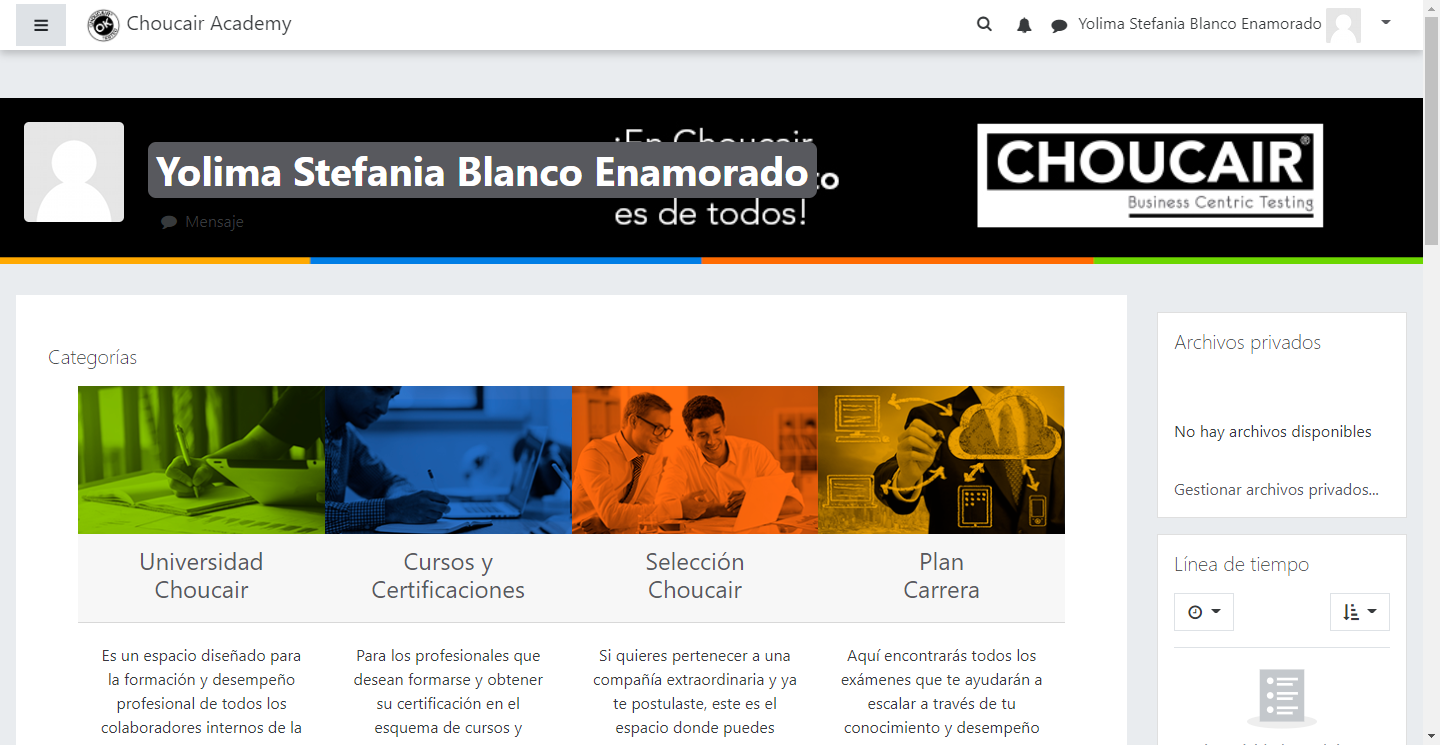 Choucair Academy
Yolima Stefania Blanco Enamorado
¡En Choucair
Yolima Stefania Blanco Enamorado
es de todos!
Mensaje
CHOUCAIR®
Business Centric Testing
Categorías
Universidad
Choucair
Cursos y
Certificaciones
Selección
Choucair
Plan
Carrera
Es un espacio diseñado para
la formación y desempeño
profesional de todos los
colaboradores internos de la
Para los profesionales que
desean formarse y obtener
su certificación en el
esquema de cursos y
Si quieres pertenecer a una
compañía extraordinaria y ya
te postulaste, este es el
espacio donde puedes
Aquí encontrarás todos los
exámenes que te ayudarán a
escalar a través de tu
conocimiento y desempeño
Archivos privados
No hay archivos disponibles
Gestionar archivos privados...
Línea de tiempo